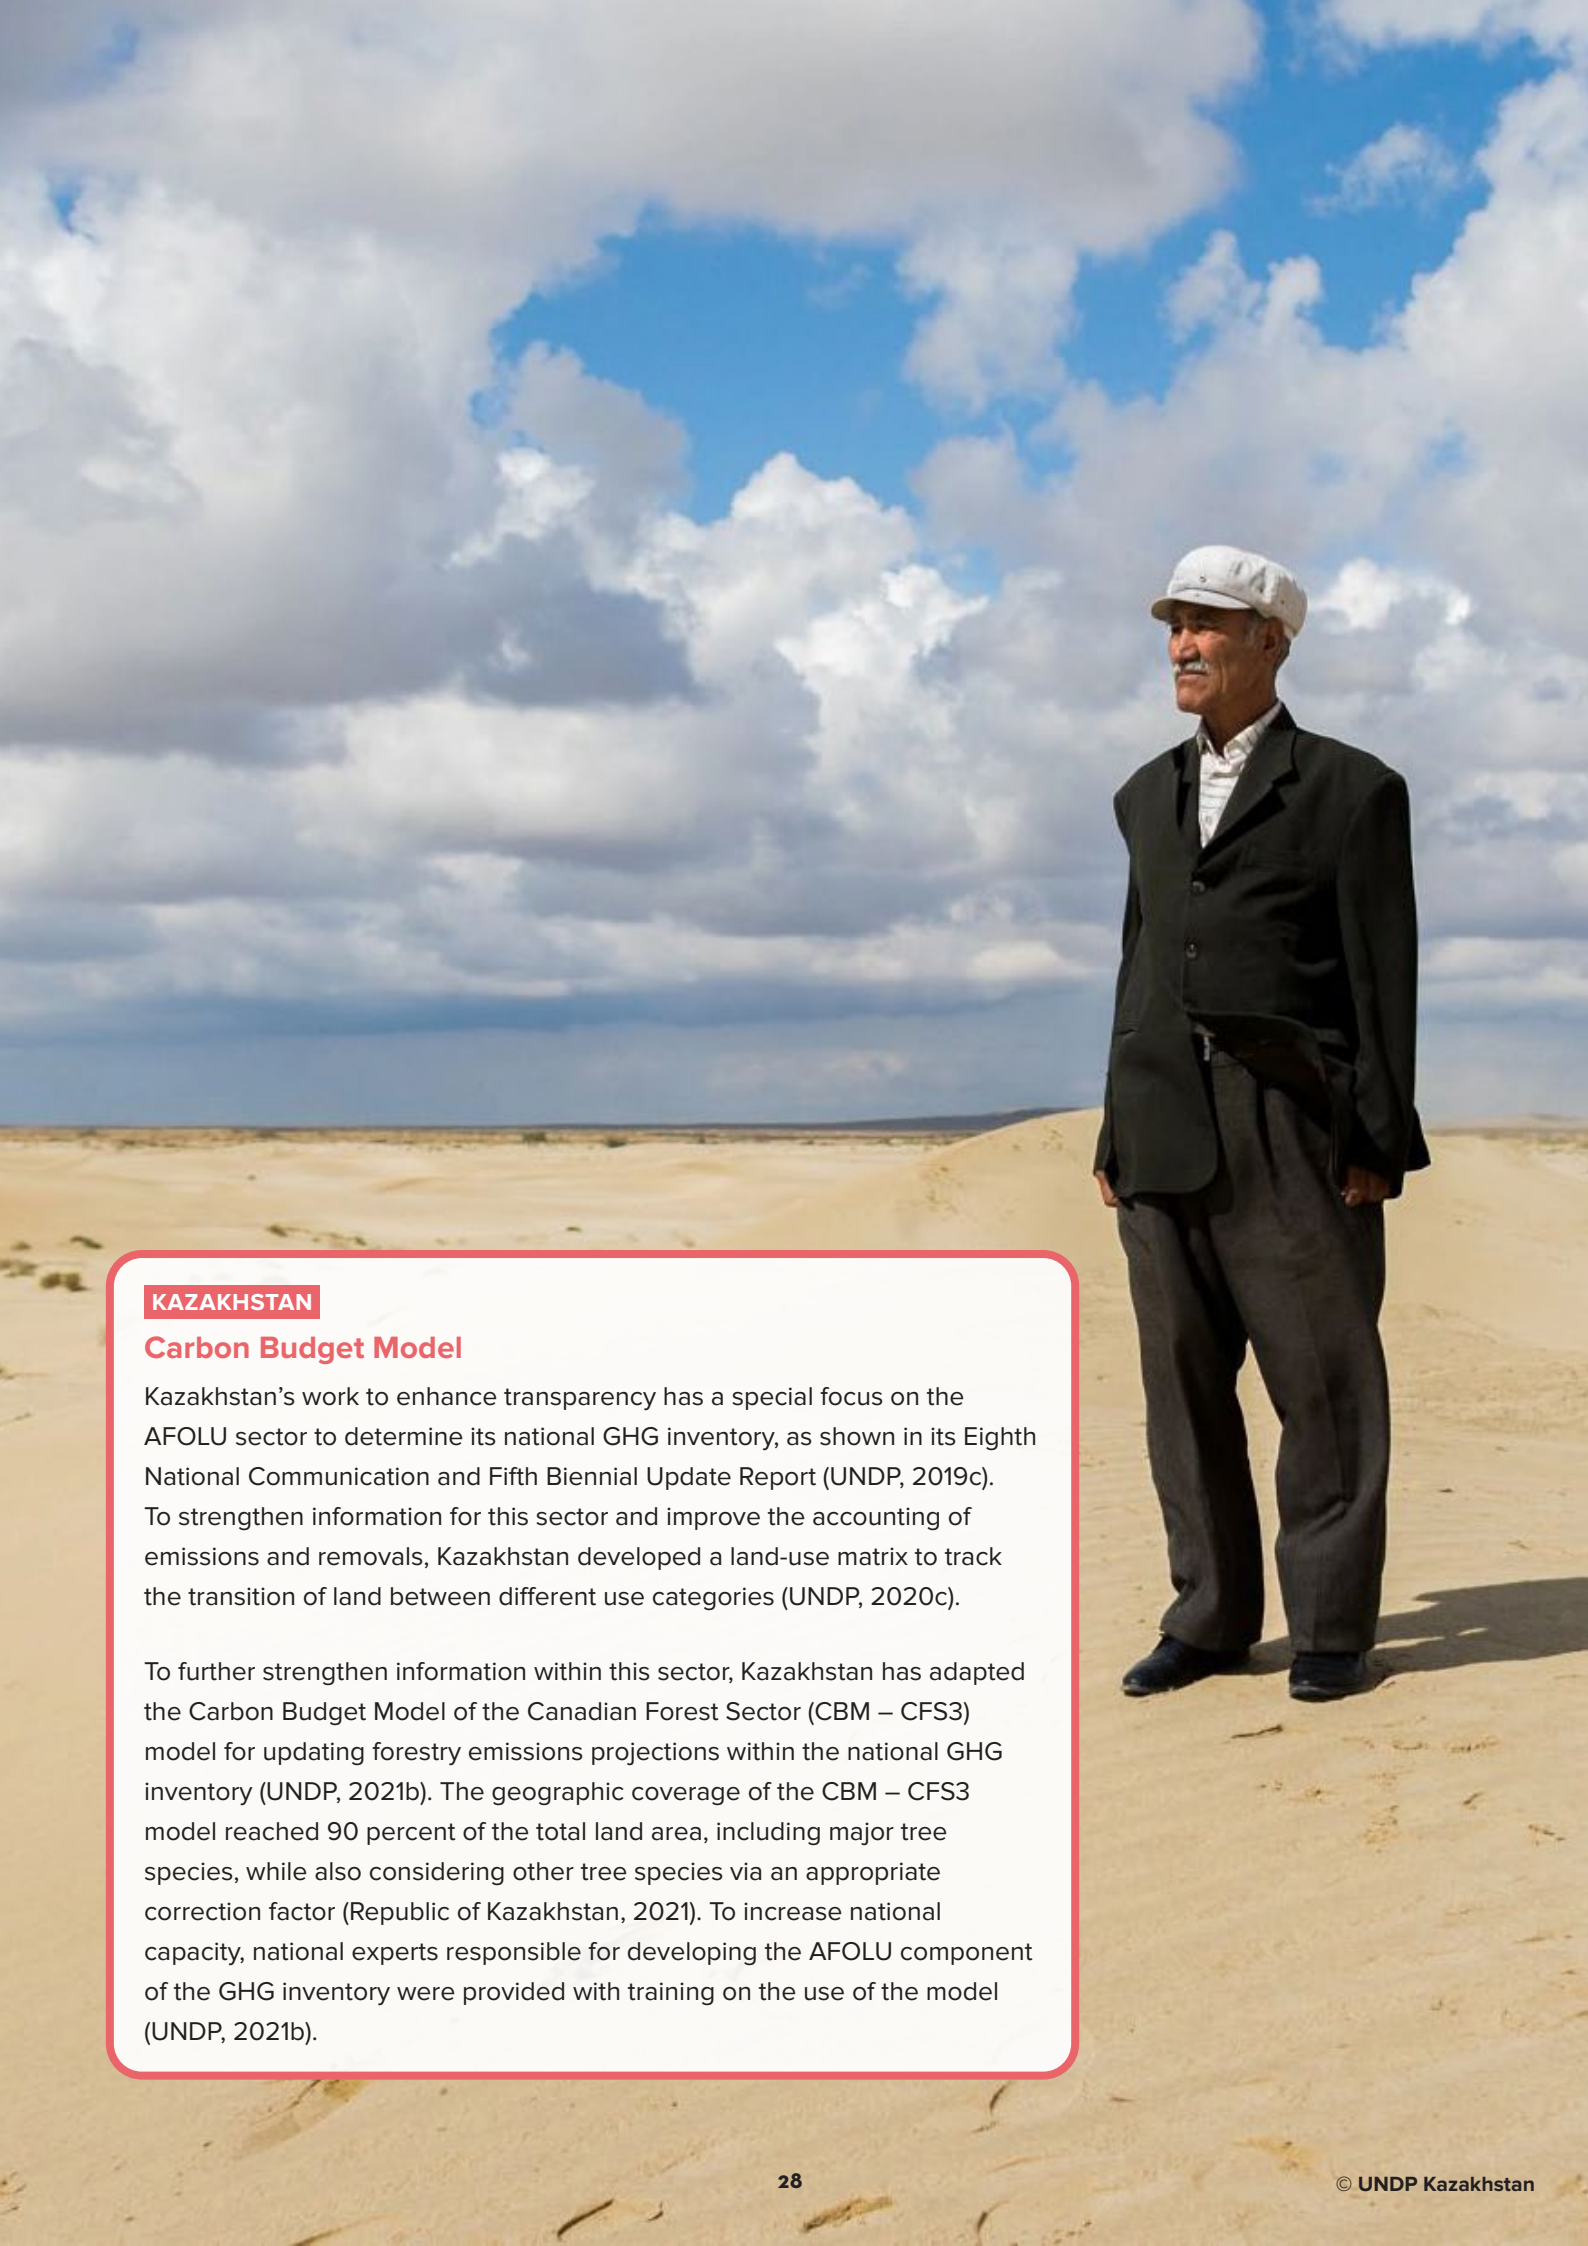 KAZAKHSTAN
Carbon Budget Model
Kazakhstan’s work to enhance transparency has a special focus on the
AFOLU sector to determine its national GHG inventory, as shown in its Eighth
National Communication and Fifth Biennial Update Report (UNDP, 2019c).
To strengthen information for this sector and improve the accounting of
emissions and removals, Kazakhstan developed a land-use matrix to track
the transition of land between different use categories (UNDP, 2020c).
To further strengthen information within this sector, Kazakhstan has adapted
the Carbon Budget Model of the Canadian Forest Sector (CBM – CFS3)
model for updating forestry emissions projections within the national GHG
inventory (UNDP, 2021b). The geographic coverage of the CBM – CFS3
model reached 90 percent of the total land area, including major tree
species, while also considering other tree species via an appropriate
correction factor (Republic of Kazakhstan, 2021). To increase national
capacity, national experts responsible for developing the AFOLU component
of the GHG inventory were provided with training on the use of the model
(UNDP, 2021b).
28
© UNDP Kazakhstan